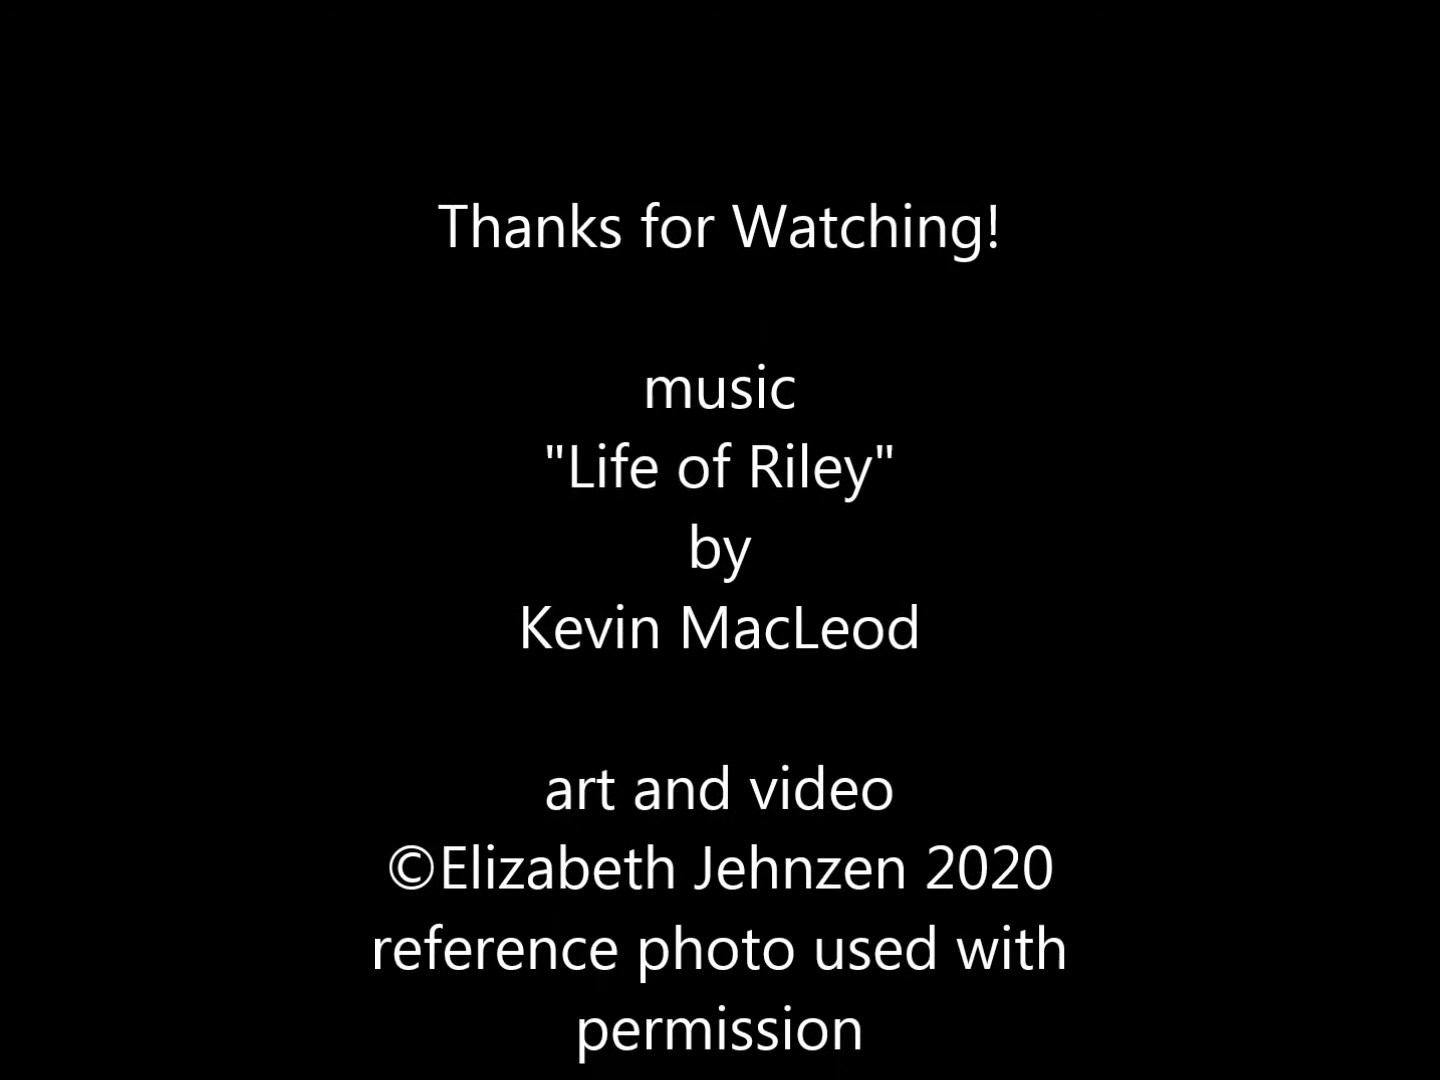 Thanks for Watching!
music
"Life of Riley"
by
Kevin MacLeod
art and video
©Elizabeth Jehnzen 2020
reference photo used with
permission